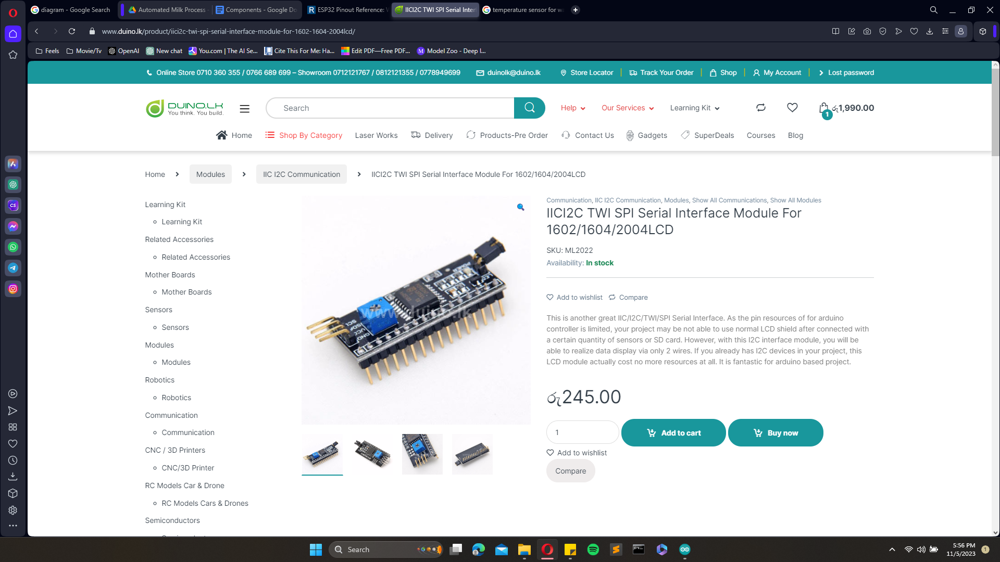 diagram - Google Search
Automated Milk Process -
Components - Google Do
ESP32 Pinout Reference:
IICI2C TWI SPI Serial Inter
temperature sensor for wa
www.duino.lk/product/iici2c-twi-spi-serial-interface-module-for-1602-1604-2004lcd/
Feels
Movie/Tv
OpenAI
New chat
You.com | The AI Se...
Cite This For Me: Ha...
Edit PDF—Free PDF...
Model Zoo - Deep l...
Online Store 0710 360 355 / 0766 689 699 – Showroom 0712121767 / 0812121355 / 0778949699
duinolk@duino.lk
Store Locator
Track Your Order
Shop
My Account
Lost password
DUINO.LK
You think. You build.
Search
Help
Our Services
Learning Kit
1
රු1,990.00
Home
Shop By Category
Laser Works
Delivery
Products-Pre Order
Contact Us
Gadgets
SuperDeals
Courses
Blog
Home
Modules
IIC I2C Communication
IICI2C TWI SPI Serial Interface Module For 1602/1604/2004LCD
Learning Kit
Learning Kit
Related Accessories
Related Accessories
Mother Boards
Mother Boards
Sensors
Sensors
Modules
Modules
Robotics
Robotics
Communication
Communication
CNC / 3D Printers
CNC/3D Printer
RC Models Car & Drone
RC Models Cars & Drones
Semiconductors
www.duino.lk
SCL
SDA
VCC
GND
Communication, IIC I2C Communication, Modules, Show All Communications, Show All Modules
IICI2C TWI SPI Serial Interface Module For
1602/1604/2004LCD
SKU: ML2022
Availability: In stock
Add to wishlist
Compare
This is another great IIC/I2C/TWI/SPI Serial Interface. As the pin resources of for arduino
controller is limited, your project may be not able to use normal LCD shield after connected with
a certain quantity of sensors or SD card. However, with this I2C interface module, you will be
able to realize data display via only 2 wires. If you already has I2C devices in your project, this
LCD module actually cost no more resources at all. It is fantastic for arduino based project.
රු245.00
1
Add to cart
Buy now
Add to wishlist
Compare
Search
5:56 PM
11/5/2023
1